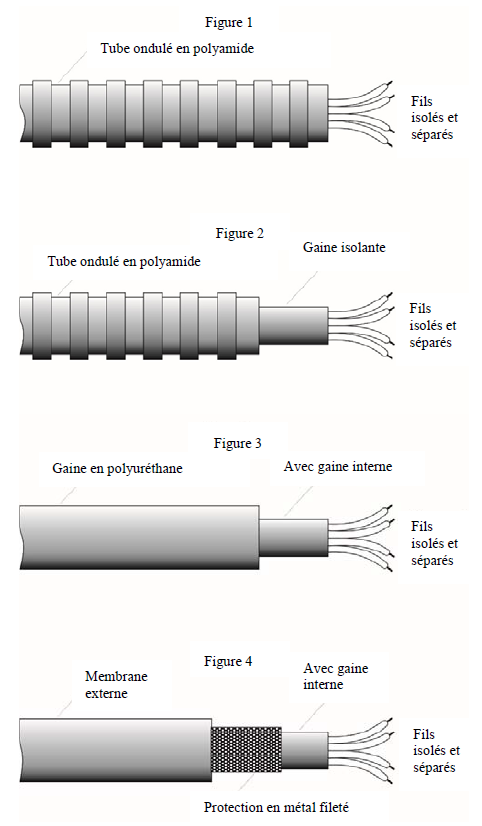 Figure 1
Tube ondulé en polyamide
Fils
isolés et
séparés
Figure 2
Gaine isolante
Tube ondulé en polyamide
Fils
isolés et
séparés
Figure 3
Gaine en polyuréthane
Avec gaine interne
Fils
isolés et
séparés
Figure 4
Membrane
externe
Avec gaine
interne
Fils
isolés et
séparés
Protection en métal fileté